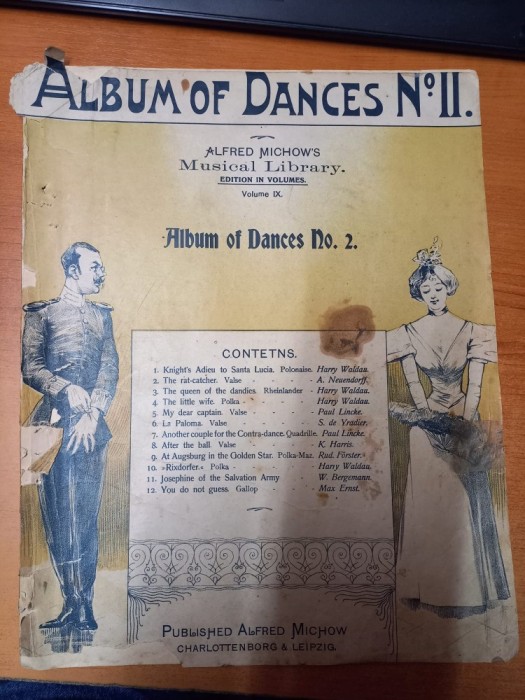 ALBUM OF DANCES No II.
ALFRED MICHOW'S
Musical Library.
EDITION IN VOLUMES.
Volume IX.
Album of Dances No. 2.
CONTETNS.
1. Knight's Adieu to Santa Lucia. Polonaise. Harry Waldau.
2. The rat-catcher. Valse - - - - A. Neuendorff.
3. The queen of the dandies. Rheinlander - Harry Waldau.
4. The little wife. Polka - - - - Harry Waldau.
5. My dear captain. Valse - - - - Paul Lincke.
6. La Paloma. Valse - - - - S. de Yradier.
7. Another couple for the Contra-dance. Quadrille. Paul Lincke.
8. After the ball. Valse - - - - K. Harris.
9. At Augsburg in the Golden Star. Polka-Maz. Rud. Förster.
10. »Rixdorfer.« Polka - - - - Harry Waldau.
11. Josephine of the Salvation Army - - W. Bergsmann.
12. You do not guess. Gallop - - - Max Ernst.
PUBLISHED ALFRED MICHOW
CHARLOTTENBORG & LEIPZIG.